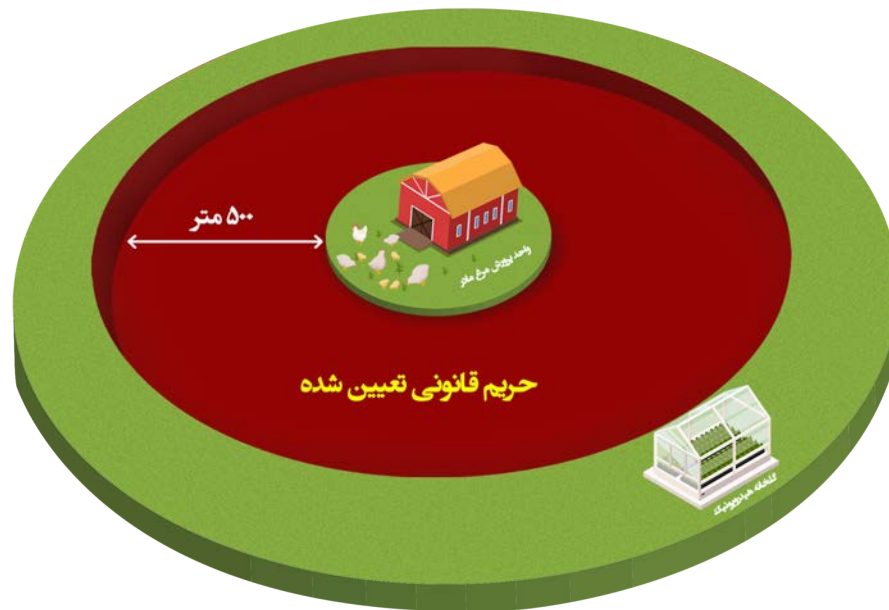 ۵۰۰ متر
واحد پرورش مرغ مادر
حریم قانونی تعیین شده
گلخانه هیدروپونیک